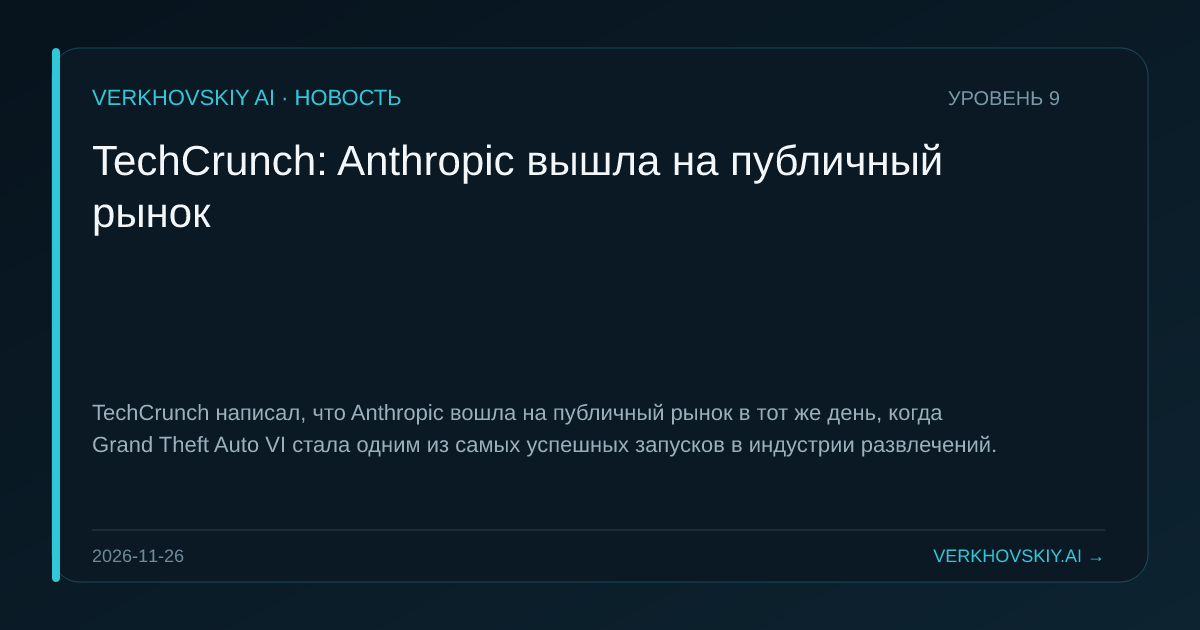 VERKHOVSKIY AI · НОВОСТЬ
УРОВЕНЬ 9
TechCrunch: Anthropic вышла на публичный
рынок
TechCrunch написал, что Anthropic вошла на публичный рынок в тот же день, когда
Grand Theft Auto VI стала одним из самых успешных запусков в индустрии развлечений.
2026-11-26
VERKHOVSKIY.AI →